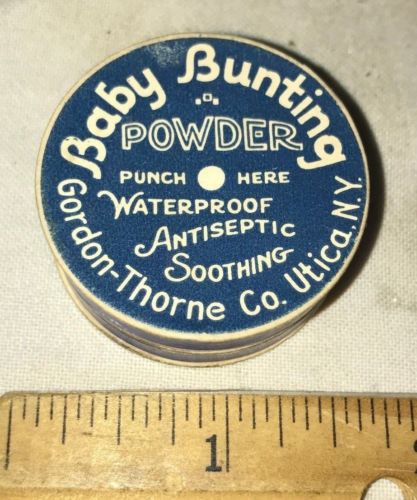 Baby Bunting
POWDER
PUNCH HERE
WATERPROOF
ANTISEPTIC
SOOTHING
Gordon-Thorne Co. Utica, N.Y.
1